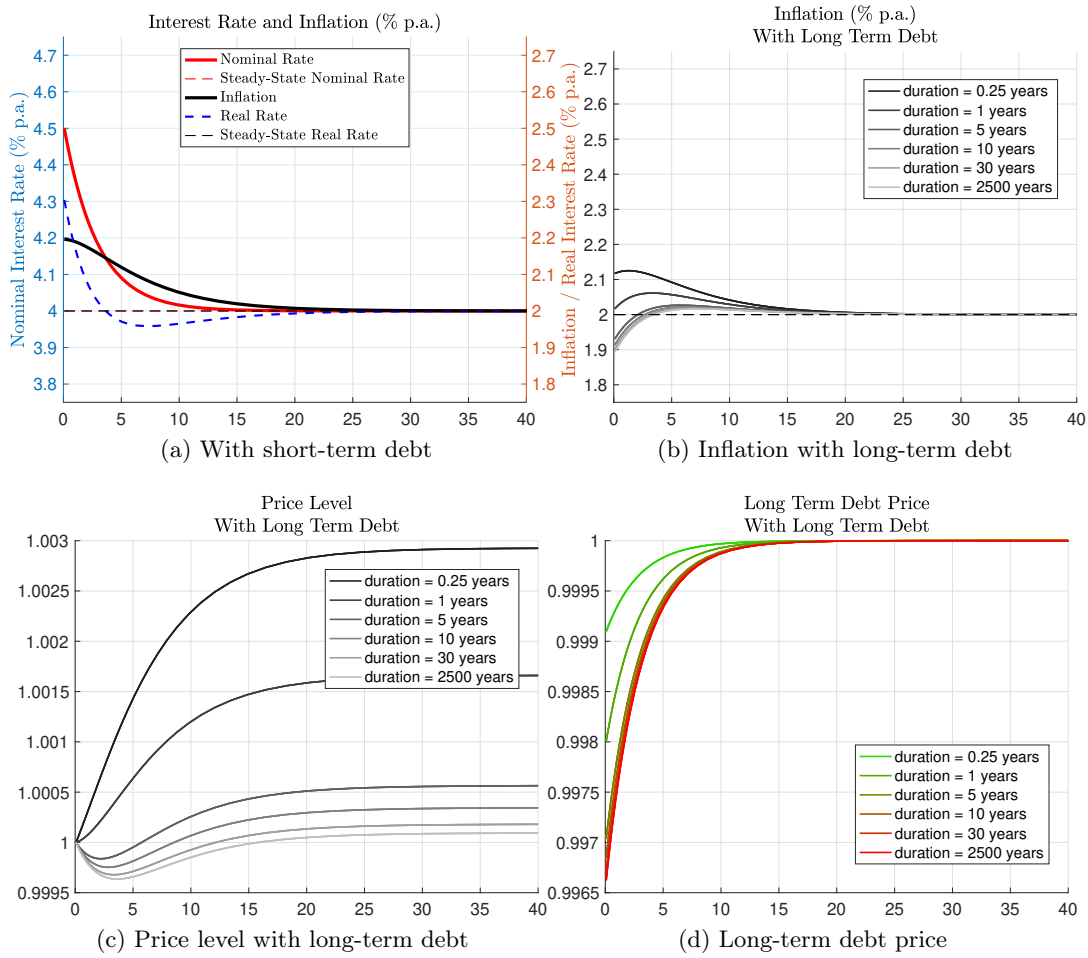 Interest Rate and Inflation (% p.a.)
Nominal Interest Rate (% p.a.)
4.7
4.6
4.5
4.4
4.3
4.2
4.1
4
3.9
3.8
Nominal Rate
Steady-State Nominal Rate
Inflation
Real Rate
Steady-State Real Rate
2.7
2.6
2.5
2.4
2.3
2.2
2.1
2
1.9
1.8
Inflation / Real Interest Rate (% p.a.)
0 5 10 15 20 25 30 35 40
(a) With short-term debt
Inflation (% p.a.)
With Long Term Debt
2.7
2.6
2.5
2.4
2.3
2.2
2.1
2
1.9
1.8
duration = 0.25 years
duration = 1 years
duration = 5 years
duration = 10 years
duration = 30 years
duration = 2500 years
0 5 10 15 20 25 30 35 40
(b) Inflation with long-term debt
Price Level
With Long Term Debt
1.003
1.0025
1.002
1.0015
1.001
1.0005
1
0.9995
duration = 0.25 years
duration = 1 years
duration = 5 years
duration = 10 years
duration = 30 years
duration = 2500 years
0 5 10 15 20 25 30 35 40
(c) Price level with long-term debt
Long Term Debt Price
With Long Term Debt
1
0.9995
0.999
0.9985
0.998
0.9975
0.997
0.9965
duration = 0.25 years
duration = 1 years
duration = 5 years
duration = 10 years
duration = 30 years
duration = 2500 years
0 5 10 15 20 25 30 35 40
(d) Long-term debt price